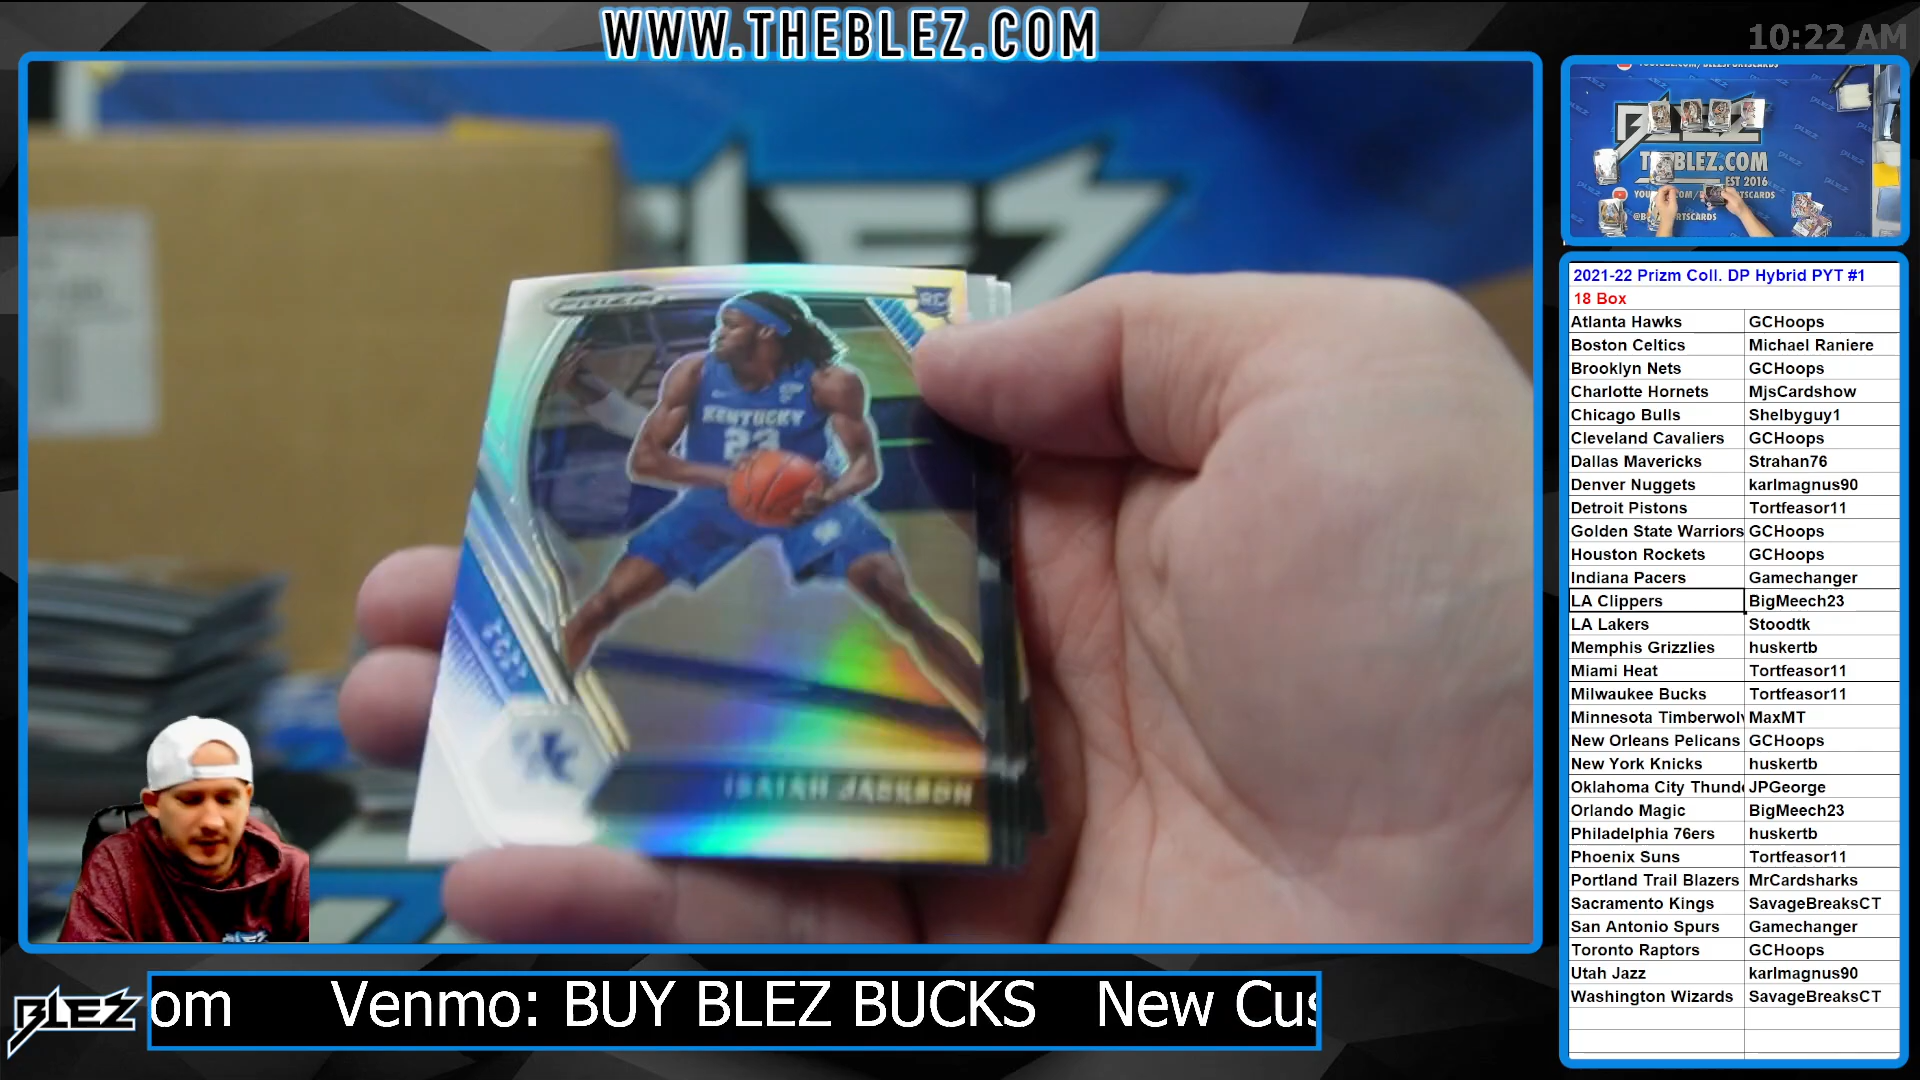 WWW.THEBLEZ.COM
10:22 AM
PRIZM
RC
KENTUCKY
23
ISAIAH JACKSON
BLEZ
THEBLEZ.COM
EST 2016
2021-22 Prizm Coll. DP Hybrid PYT #1
18 Box
Atlanta Hawks GCHoops
Boston Celtics Michael Raniere
Brooklyn Nets GCHoops
Charlotte Hornets MjsCardshow
Chicago Bulls Shelbyguy1
Cleveland Cavaliers GCHoops
Dallas Mavericks Strahan76
Denver Nuggets karlmagnus90
Detroit Pistons Tortfeasor11
Golden State Warriors GCHoops
Houston Rockets GCHoops
Indiana Pacers Gamechanger
LA Clippers BigMeech23
LA Lakers Stoodtk
Memphis Grizzlies huskertb
Miami Heat Tortfeasor11
Milwaukee Bucks Tortfeasor11
Minnesota Timberwolv MaxMT
New Orleans Pelicans GCHoops
New York Knicks huskertb
Oklahoma City Thunde JPGeorge
Orlando Magic BigMeech23
Philadelphia 76ers huskertb
Phoenix Suns Tortfeasor11
Portland Trail Blazers MrCardsharks
Sacramento Kings SavageBreaksCT
San Antonio Spurs Gamechanger
Toronto Raptors GCHoops
Utah Jazz karlmagnus90
Washington Wizards SavageBreaksCT
BLEZ
om Venmo: BUY BLEZ BUCKS New Cus